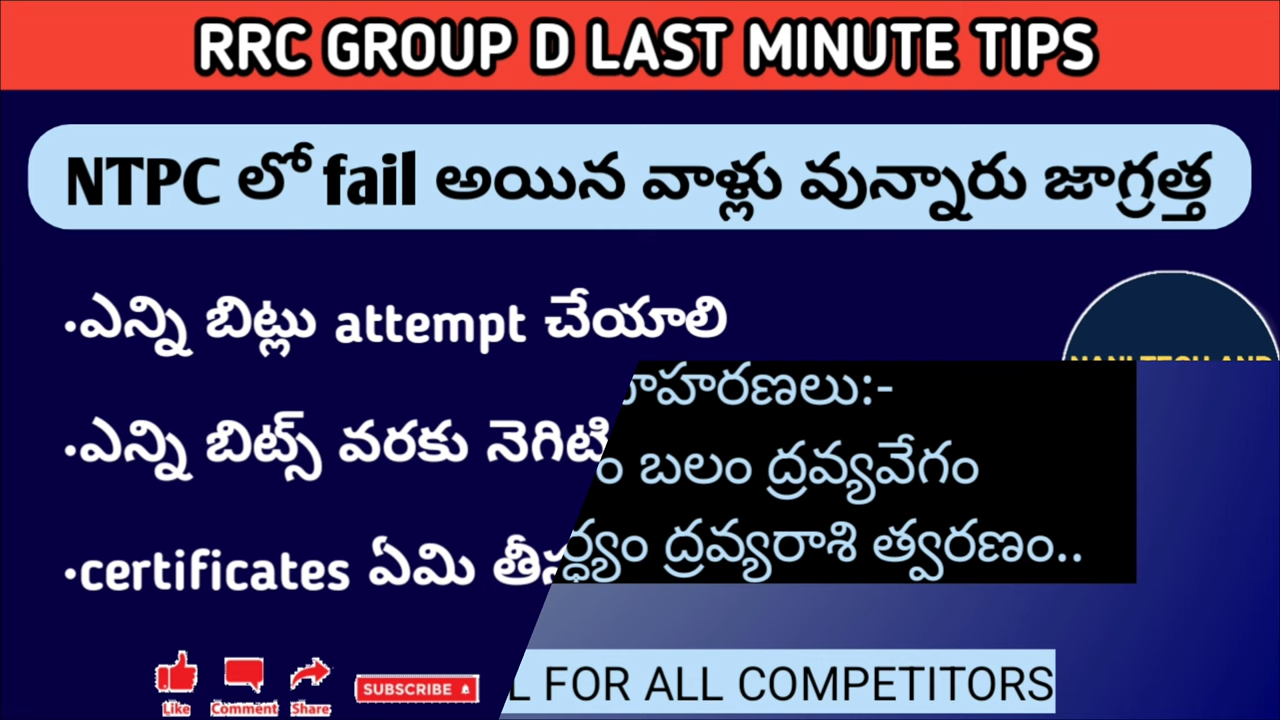 RRC GROUP D LAST MINUTE TIPS
NTPC లో fail అయిన వాళ్లు వున్నారు జాగ్రత్త
•ఎన్ని బిట్లు attempt చేయాలి
•ఎన్ని బిట్స్ వరకు
•certificates ఏమి
బలం ద్రవ్యవేగం
ద్రవ్యరాశి త్వరణం..
FOR ALL COMPETITORS
Like Comment Share
SUBSCRIBE